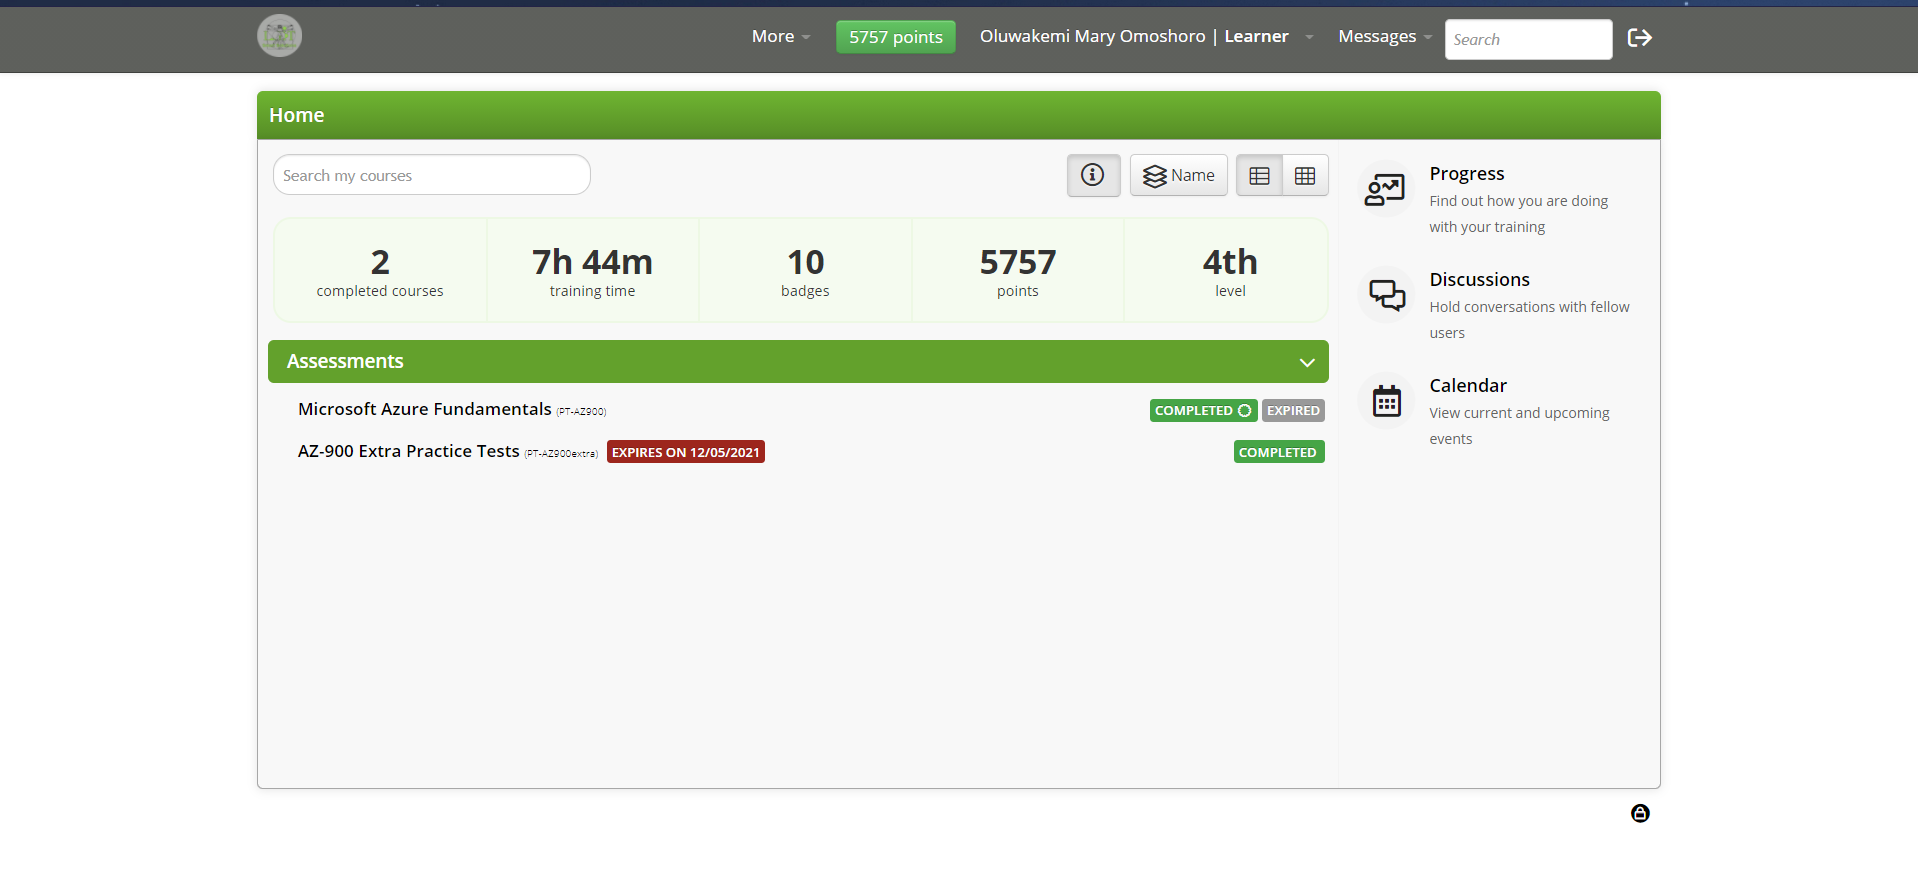 More
5757 points
Oluwakemi Mary Omoshoro | Learner
Messages
Search
Home
Search my courses
Name
2
completed courses
7h 44m
training time
10
badges
5757
points
4th
level
Assessments
Microsoft Azure Fundamentals (PT-AZ900)
COMPLETED
EXPIRED
AZ-900 Extra Practice Tests (PT-AZ900extra)
EXPIRES ON 12/05/2021
COMPLETED
Progress
Find out how you are doing
with your training
Discussions
Hold conversations with fellow
users
Calendar
View current and upcoming
events